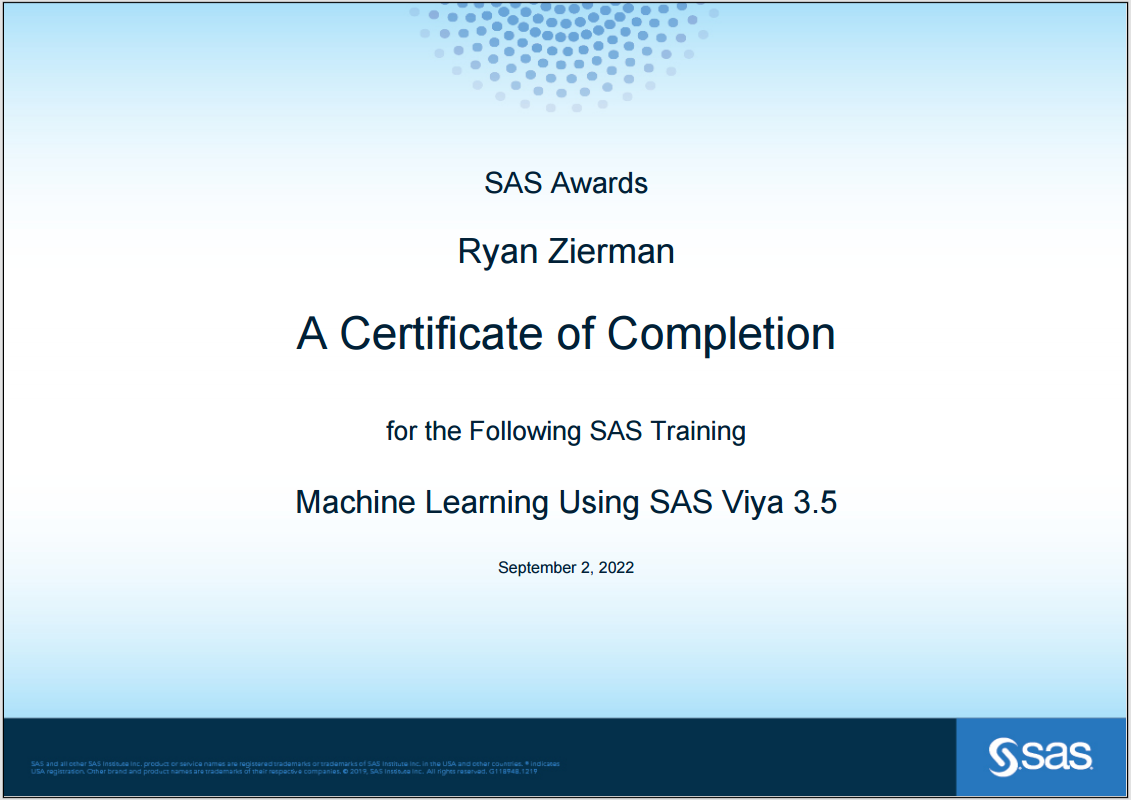 SAS Awards
Ryan Zierman
A Certificate of Completion
for the Following SAS Training
Machine Learning Using SAS Viya 3.5
September 2, 2022
SAS and all other SAS Institute Inc. product or service names are registered trademarks or trademarks of SAS Institute Inc. in the USA and other countries. ® indicates
USA registration. Other brand and product names are trademarks of their respective companies. © 2019, SAS Institute Inc. All rights reserved. G118948.1219
sas